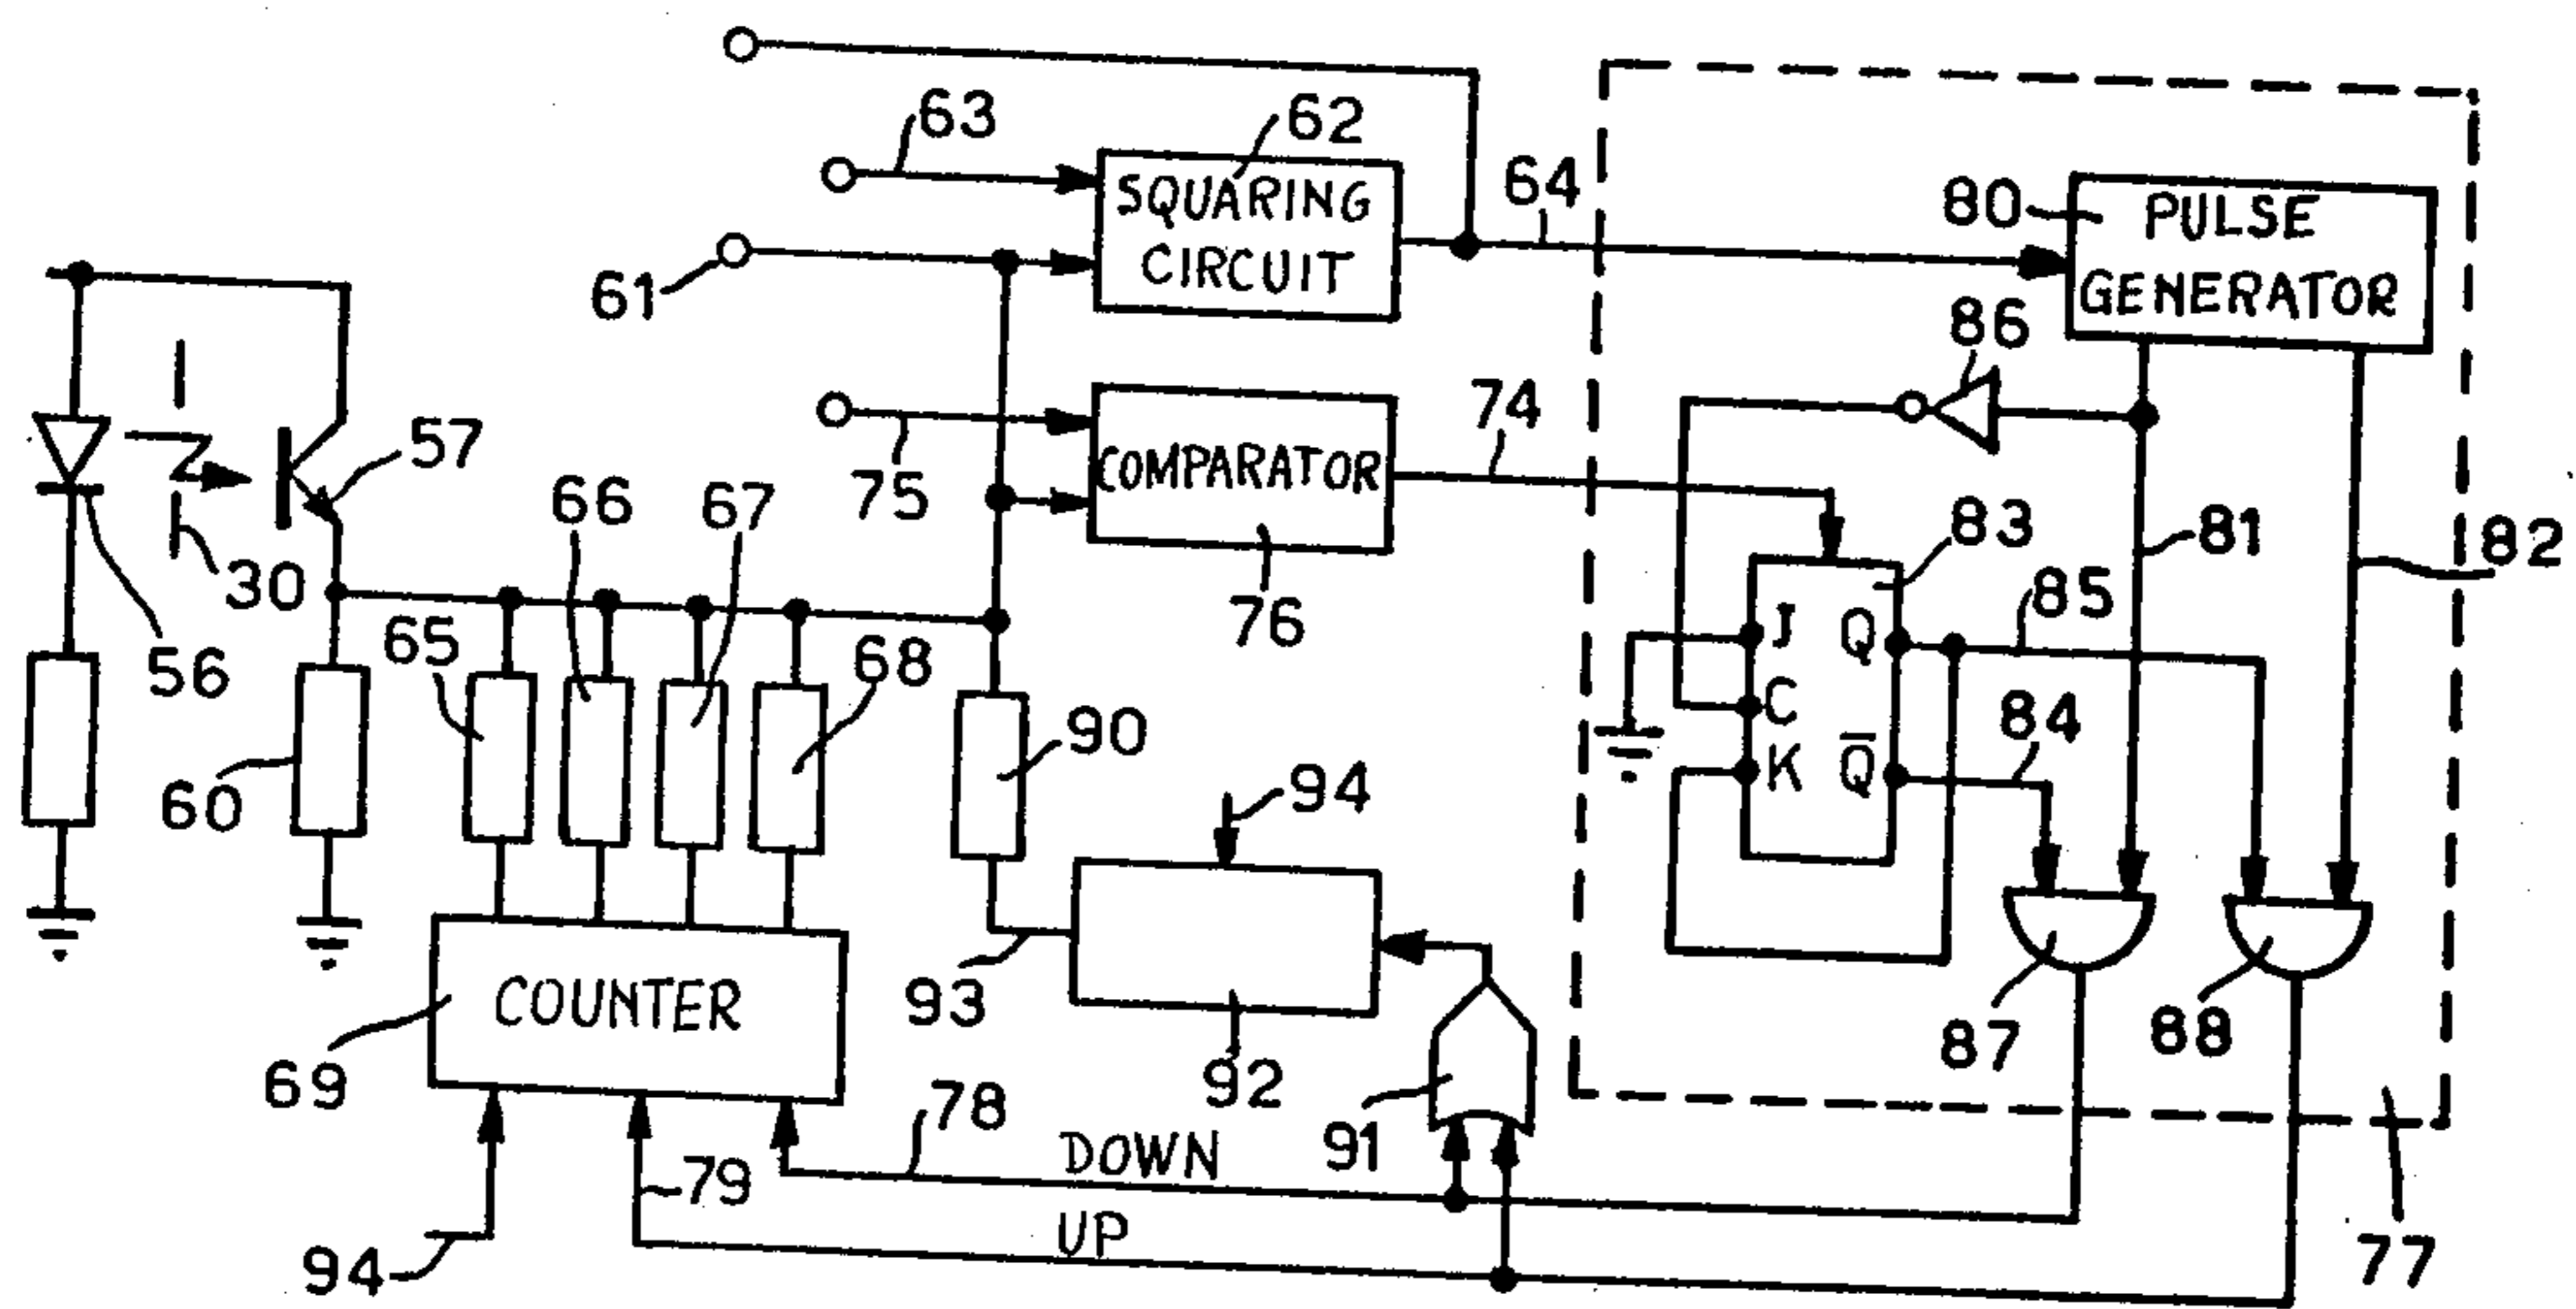 63
62
SQUARING
CIRCUIT
64
61
80
PULSE
GENERATOR
86
57
75
COMPARATOR
74
76
66
67
30
56
65
68
60
83
81
82
85
J
Q
C
K
Q̅
84
90
94
93
92
COUNTER
69
87
88
91
78
DOWN
79
UP
94
77